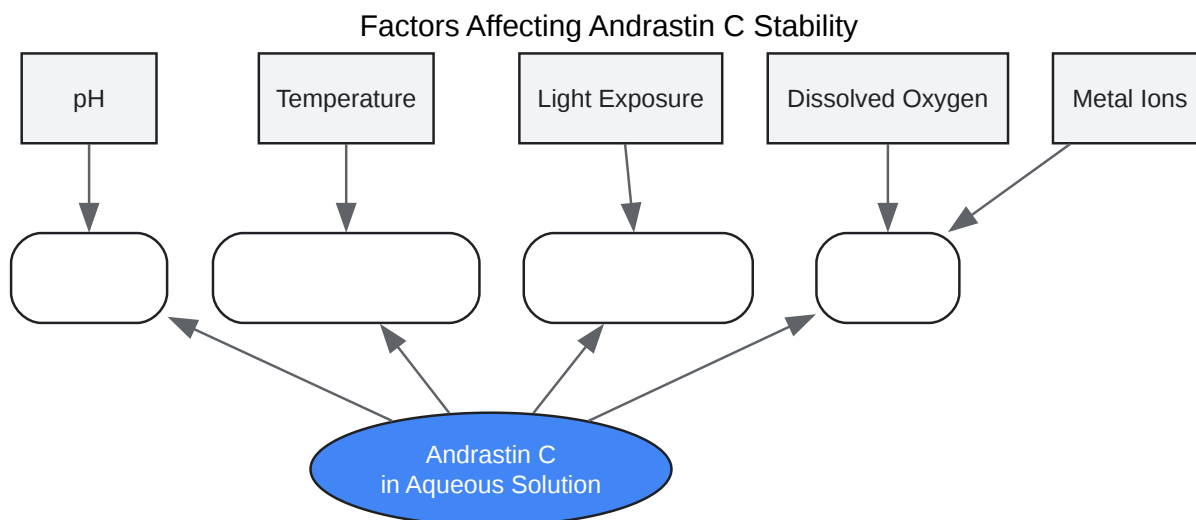 Factors Affecting Andrastin C Stability
pH
Temperature
Light Exposure
Dissolved Oxygen
Metal Ions
Andrastin C
in Aqueous Solution